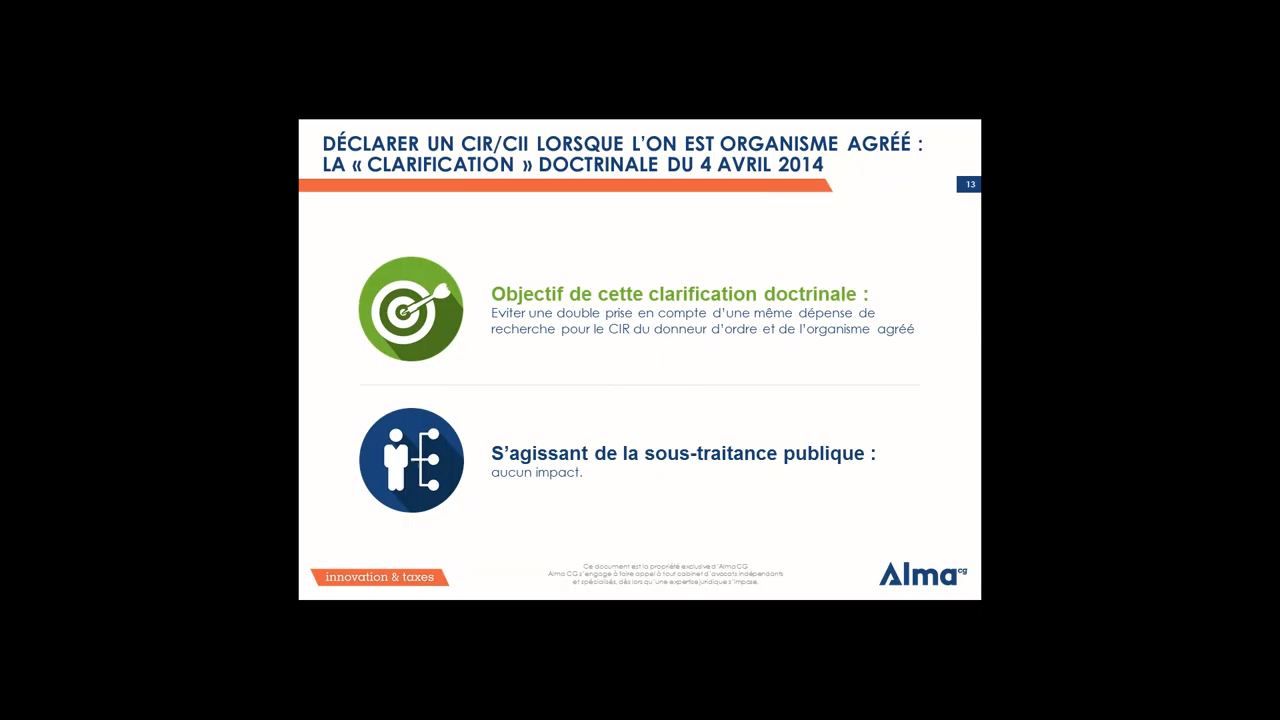 DÉCLARER UN CIR/CII LORSQUE L'ON EST ORGANISME AGRÉÉ :
LA « CLARIFICATION » DOCTRINALE DU 4 AVRIL 2014
13
Objectif de cette clarification doctrinale :
Eviter une double prise en compte d'une même dépense de
recherche pour le CIR du donneur d'ordre et de l'organisme agréé
S'agissant de la sous-traitance publique :
aucun impact.
innovation & taxes
Ce document est la propriété exclusive d'Alma CG
Alma CG s'engage à faire appel à tout cabinet d'avocats indépendants
et spécialisés, dès lors qu'une expertise juridique s'impose.
Alma cg